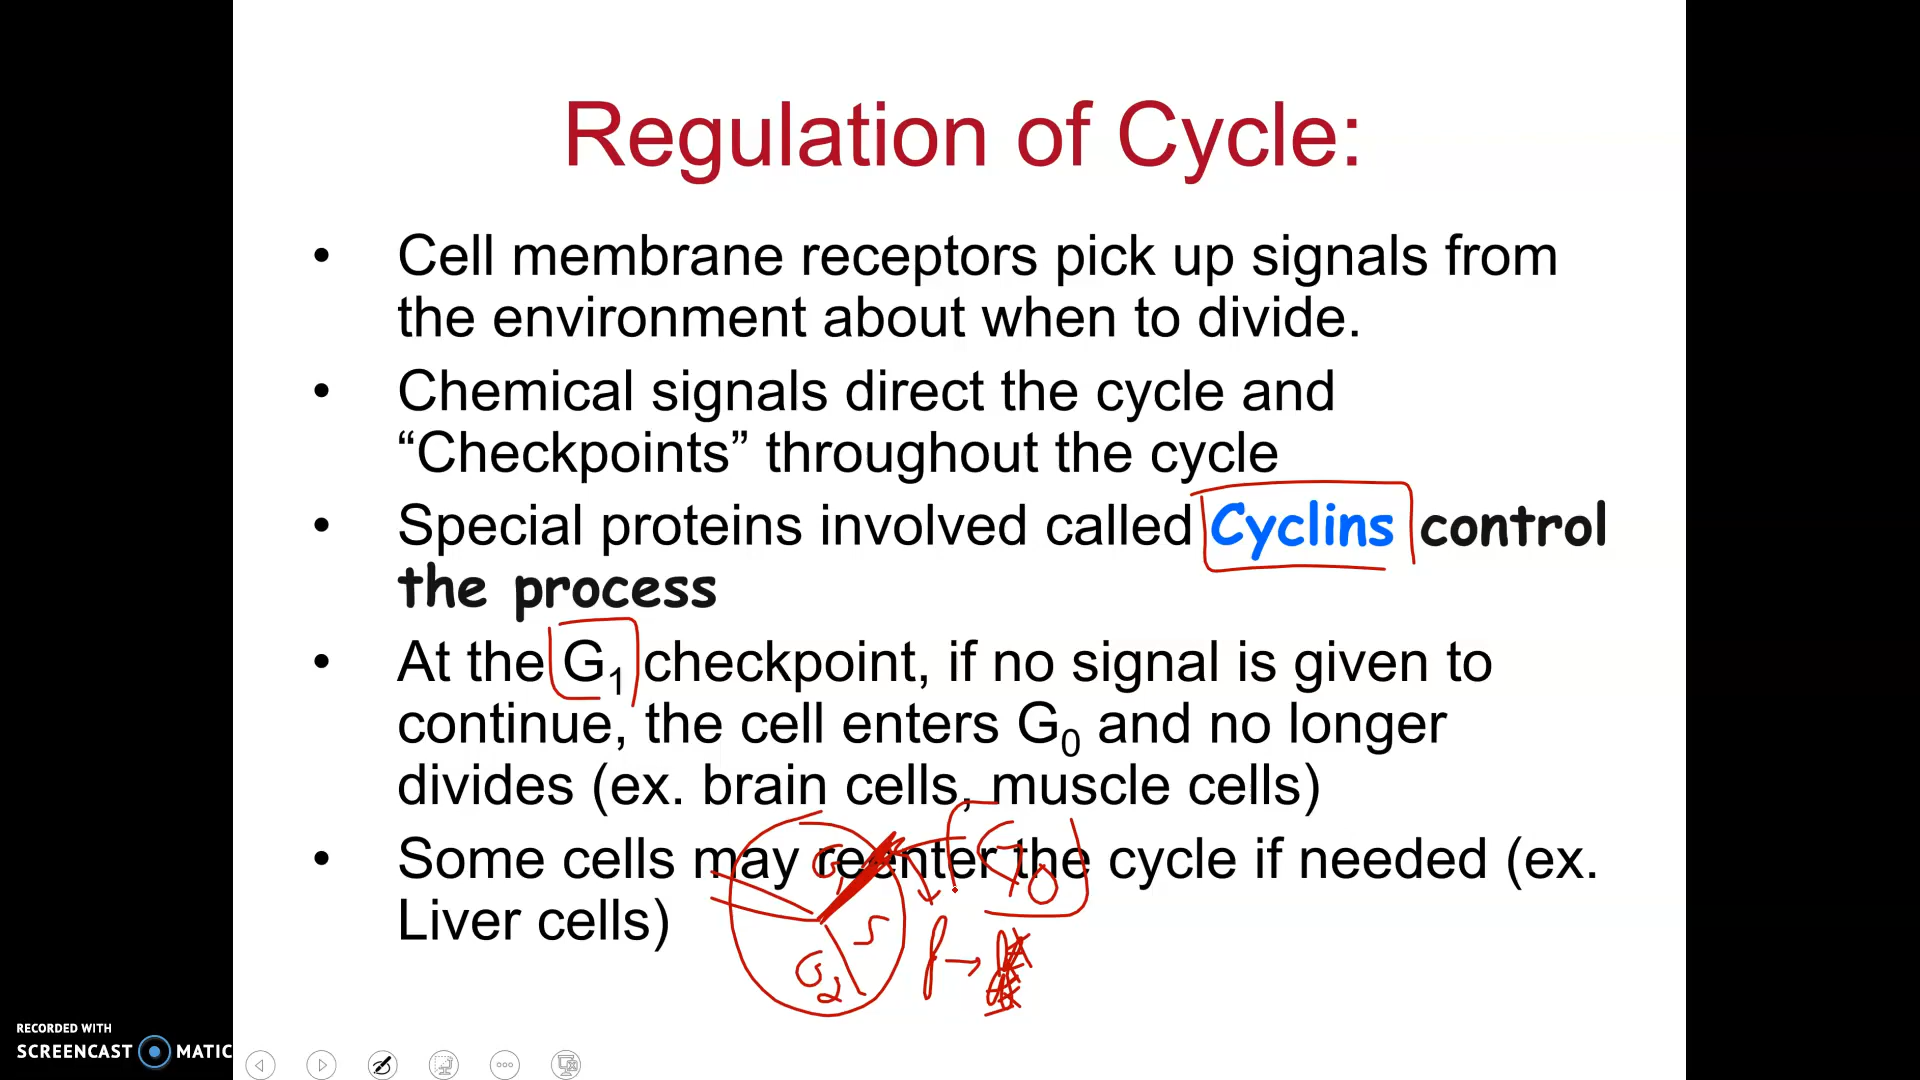 Regulation of Cycle:
• Cell membrane receptors pick up signals from
the environment about when to divide.
• Chemical signals direct the cycle and
“Checkpoints” throughout the cycle
• Special proteins involved called Cyclins control
the process
• At the G₁ checkpoint, if no signal is given to
continue, the cell enters G₀ and no longer
divides (ex. brain cells, muscle cells)
• Some cells may reenter the cycle if needed (ex.
Liver cells)
G₁
G₀
S
G₂
RECORDED WITH
SCREENCAST MATIC